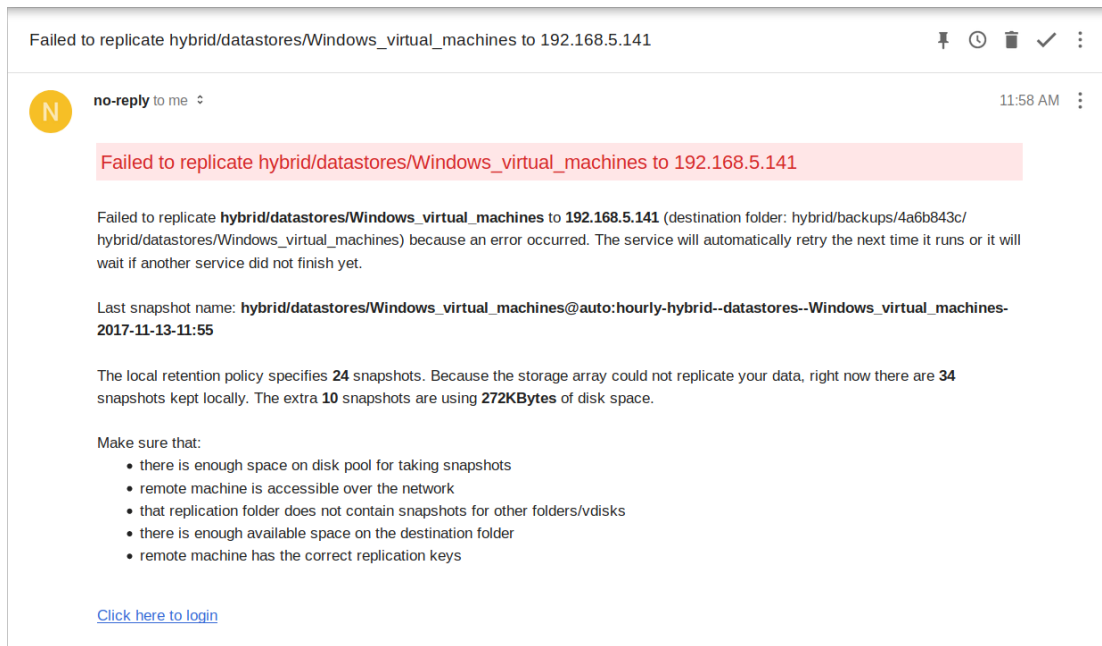 Failed to replicate hybrid/datastores/Windows_virtual_machines to 192.168.5.141
N
no-reply to me
11:58 AM
Failed to replicate hybrid/datastores/Windows_virtual_machines to 192.168.5.141
Failed to replicate hybrid/datastores/Windows_virtual_machines to 192.168.5.141 (destination folder: hybrid/backups/4a6b843c/
hybrid/datastores/Windows_virtual_machines) because an error occurred. The service will automatically retry the next time it runs or it will
wait if another service did not finish yet.
Last snapshot name: hybrid/datastores/Windows_virtual_machines@auto:hourly-hybrid--datastores--Windows_virtual_machines-
2017-11-13-11:55
The local retention policy specifies 24 snapshots. Because the storage array could not replicate your data, right now there are 34
snapshots kept locally. The extra 10 snapshots are using 272KBytes of disk space.
Make sure that:
• there is enough space on disk pool for taking snapshots
• remote machine is accessible over the network
• that replication folder does not contain snapshots for other folders/vdisks
• there is enough available space on the destination folder
• remote machine has the correct replication keys
Click here to login